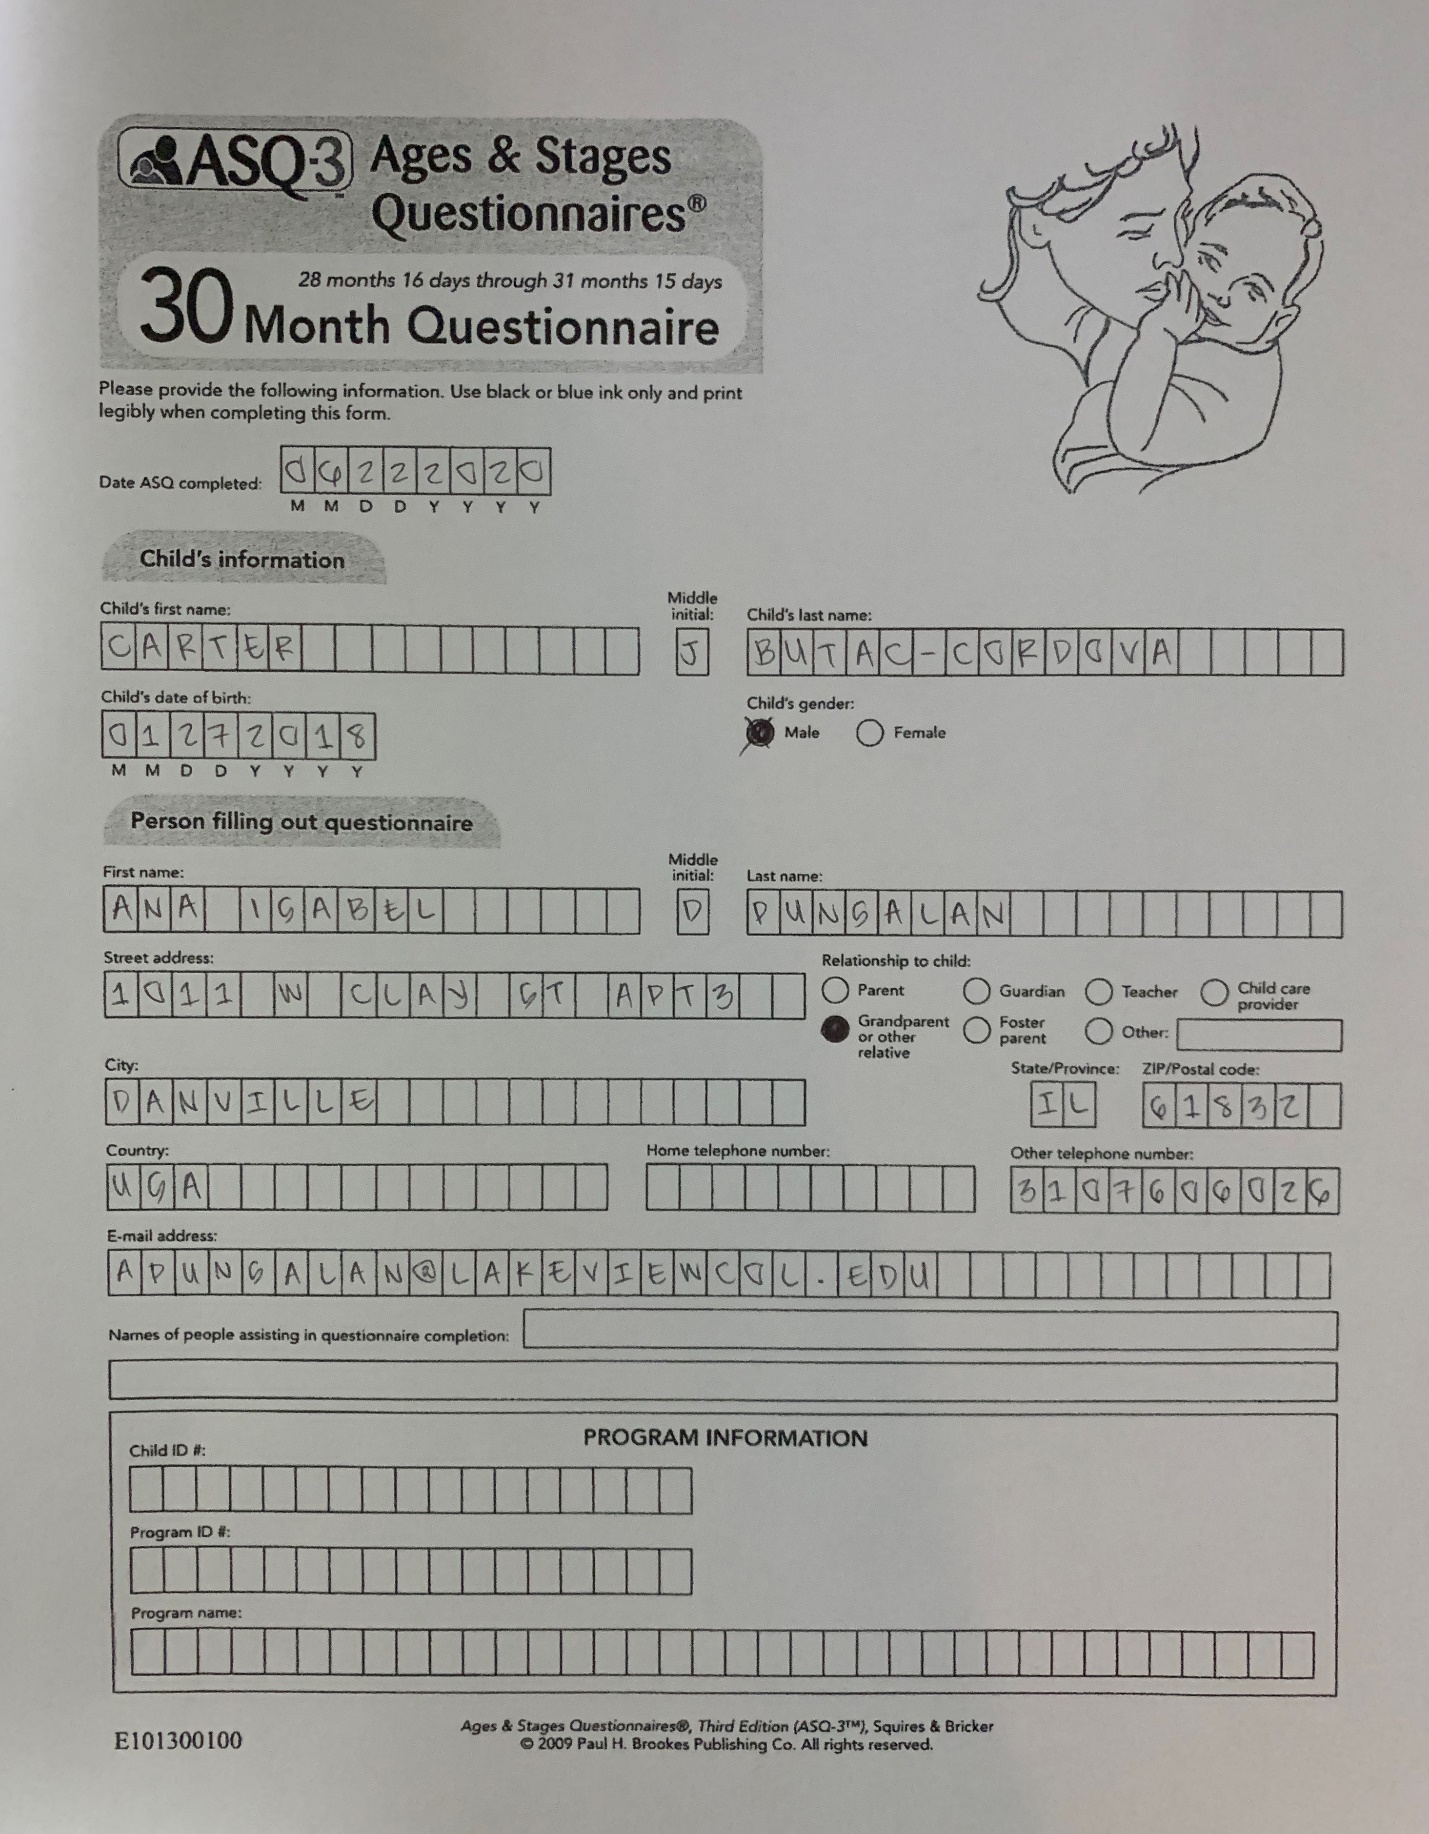 ASQ-3™ Ages & Stages
Questionnaires®
28 months 16 days through 31 months 15 days
30 Month Questionnaire
Please provide the following information. Use black or blue ink only and print
legibly when completing this form.
Date ASQ completed: 06222020
M M D D Y Y Y Y
Child's information
Child's first name: Middle initial: Child's last name:
CARTER J BUTAC-CORDOVA
Child's date of birth: Child's gender:
01272018 Male Female
M M D D Y Y Y Y
Person filling out questionnaire
First name: Middle initial: Last name:
ANA ISABEL D PUNSALAN
Street address: Relationship to child:
1011 W CLAY ST APT3
Parent Guardian Teacher Child care provider
Grandparent or other relative Foster parent Other:
City: State/Province: ZIP/Postal code:
DANVILLE IL 61832
Country: Home telephone number: Other telephone number:
USA 3107606026
E-mail address:
APUNSALAN@LAKEVIEWCOL.EDU
Names of people assisting in questionnaire completion:
PROGRAM INFORMATION
Child ID #:
Program ID #:
Program name:
E101300100
Ages & Stages Questionnaires®, Third Edition (ASQ-3™), Squires & Bricker
© 2009 Paul H. Brookes Publishing Co. All rights reserved.